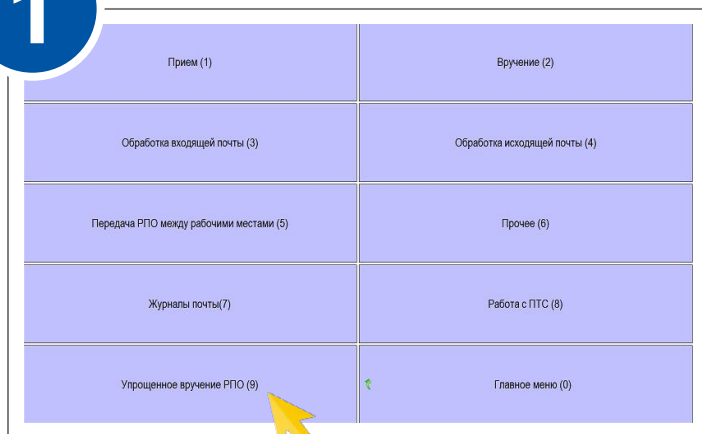 1
Прием (1)
Вручение (2)
Обработка входящей почты (3)
Обработка исходящей почты (4)
Передача РПО между рабочими местами (5)
Прочее (6)
Журналы почты(7)
Работа с ПТС (8)
Упрощенное вручение РПО (9)
Главное меню (0)